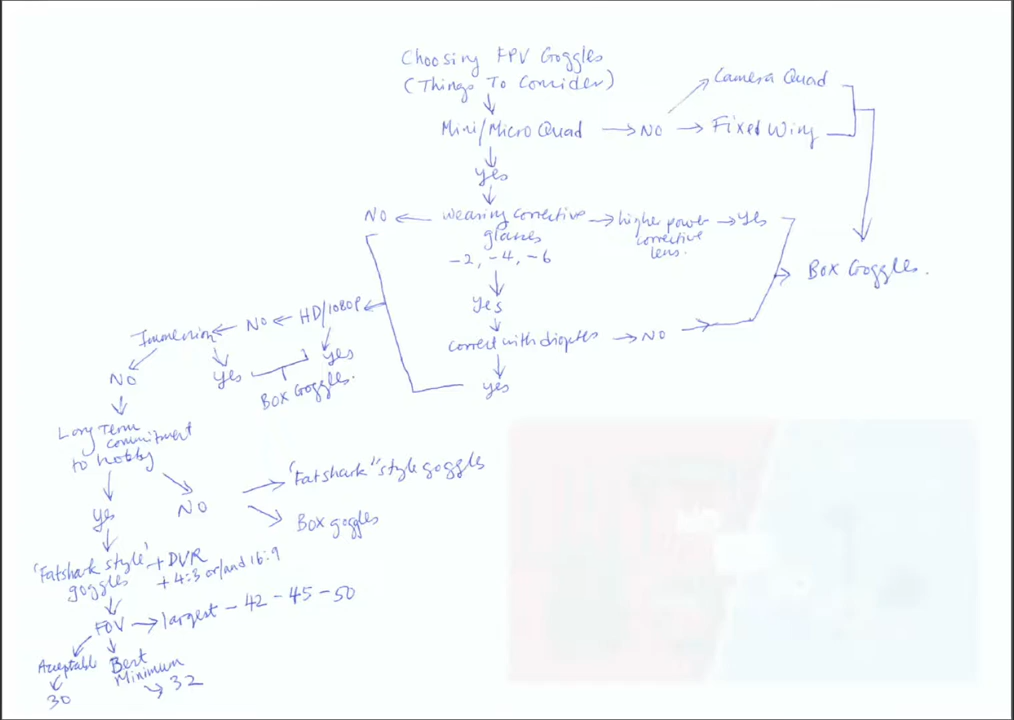 Choosing FPV Goggles
(Things To Consider)
Camera Quad
Mini/Micro Quad
NO
Fixed Wing
yes
NO
wearing corrective
glasses
-2, -4, -6
higher power
corrective
lens.
yes
Box Goggles.
yes
HD/1080P
NO
Immersion
correct with diopters
NO
yes
NO
yes
yes
Box Goggles.
Long Term
commitment
to hobby
yes
NO
'Fatshark" style goggles
Box goggles
'Fatshark style'
goggles
+ DVR
+ 4:3 or/and 16:9
FOV
largest - 42 - 45 - 50
Acceptable
30
Best
Minimum
32